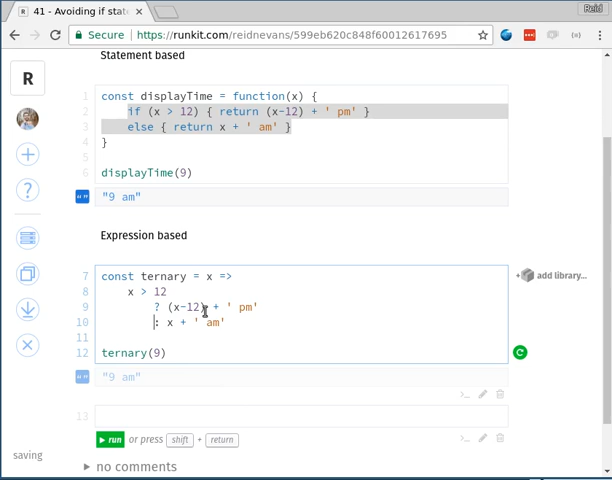 41 - Avoiding if stat
Reid
Secure
https://runkit.com/reidnevans/599eb620c848f60012617695
R
Statement based
1 const displayTime = function(x) {
2 if (x > 12) { return (x-12) + ' pm' }
3 else { return x + ' am' }
4 }
5
6 displayTime(9)
"9 am"
Expression based
7 const ternary = x =>
8 x > 12
9 ? (x-12) + ' pm'
10 : x + ' am'
11
12 ternary(9)
add library...
"9 am"
13
run or press shift + return
saving
no comments